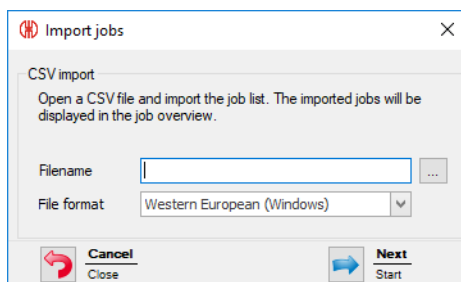 Import jobs
CSV import
Open a CSV file and import the job list. The imported jobs will be
displayed in the job overview.
Filename
...
File format Western European (Windows)
Cancel Next
Close Start